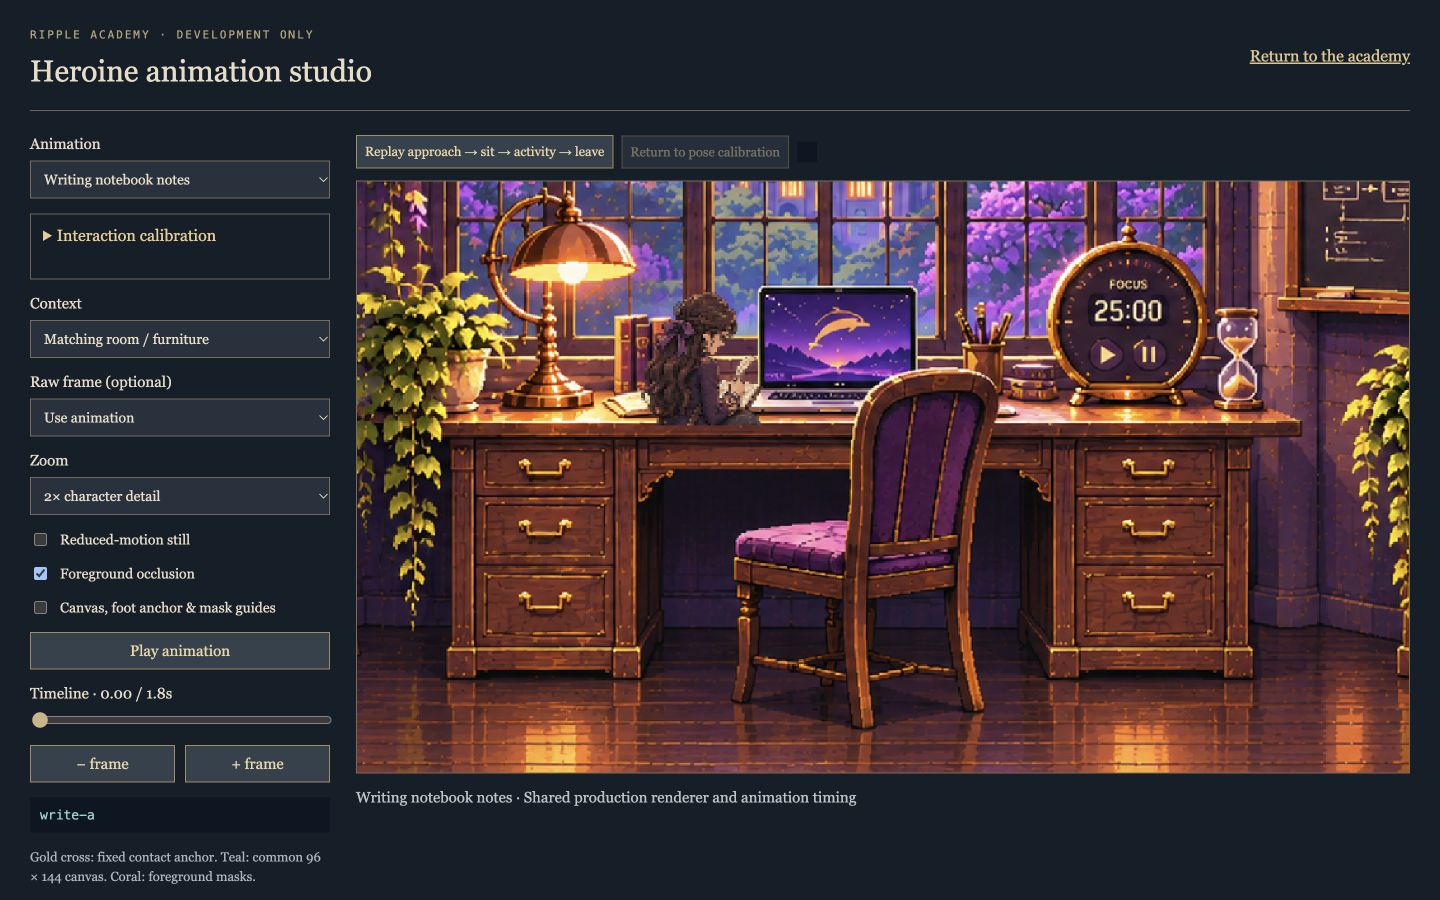 RIPPLE ACADEMY · DEVELOPMENT ONLY
Heroine animation studio
Return to the academy
Animation
Writing notebook notes
▶ Interaction calibration
Context
Matching room / furniture
Raw frame (optional)
Use animation
Zoom
2× character detail
Reduced-motion still
Foreground occlusion
Canvas, foot anchor & mask guides
Play animation
Timeline · 0.00 / 1.8s
− frame
+ frame
write-a
Gold cross: fixed contact anchor. Teal: common 96
× 144 canvas. Coral: foreground masks.
Replay approach → sit → activity → leave
Return to pose calibration
FOCUS
25:00
Writing notebook notes · Shared production renderer and animation timing